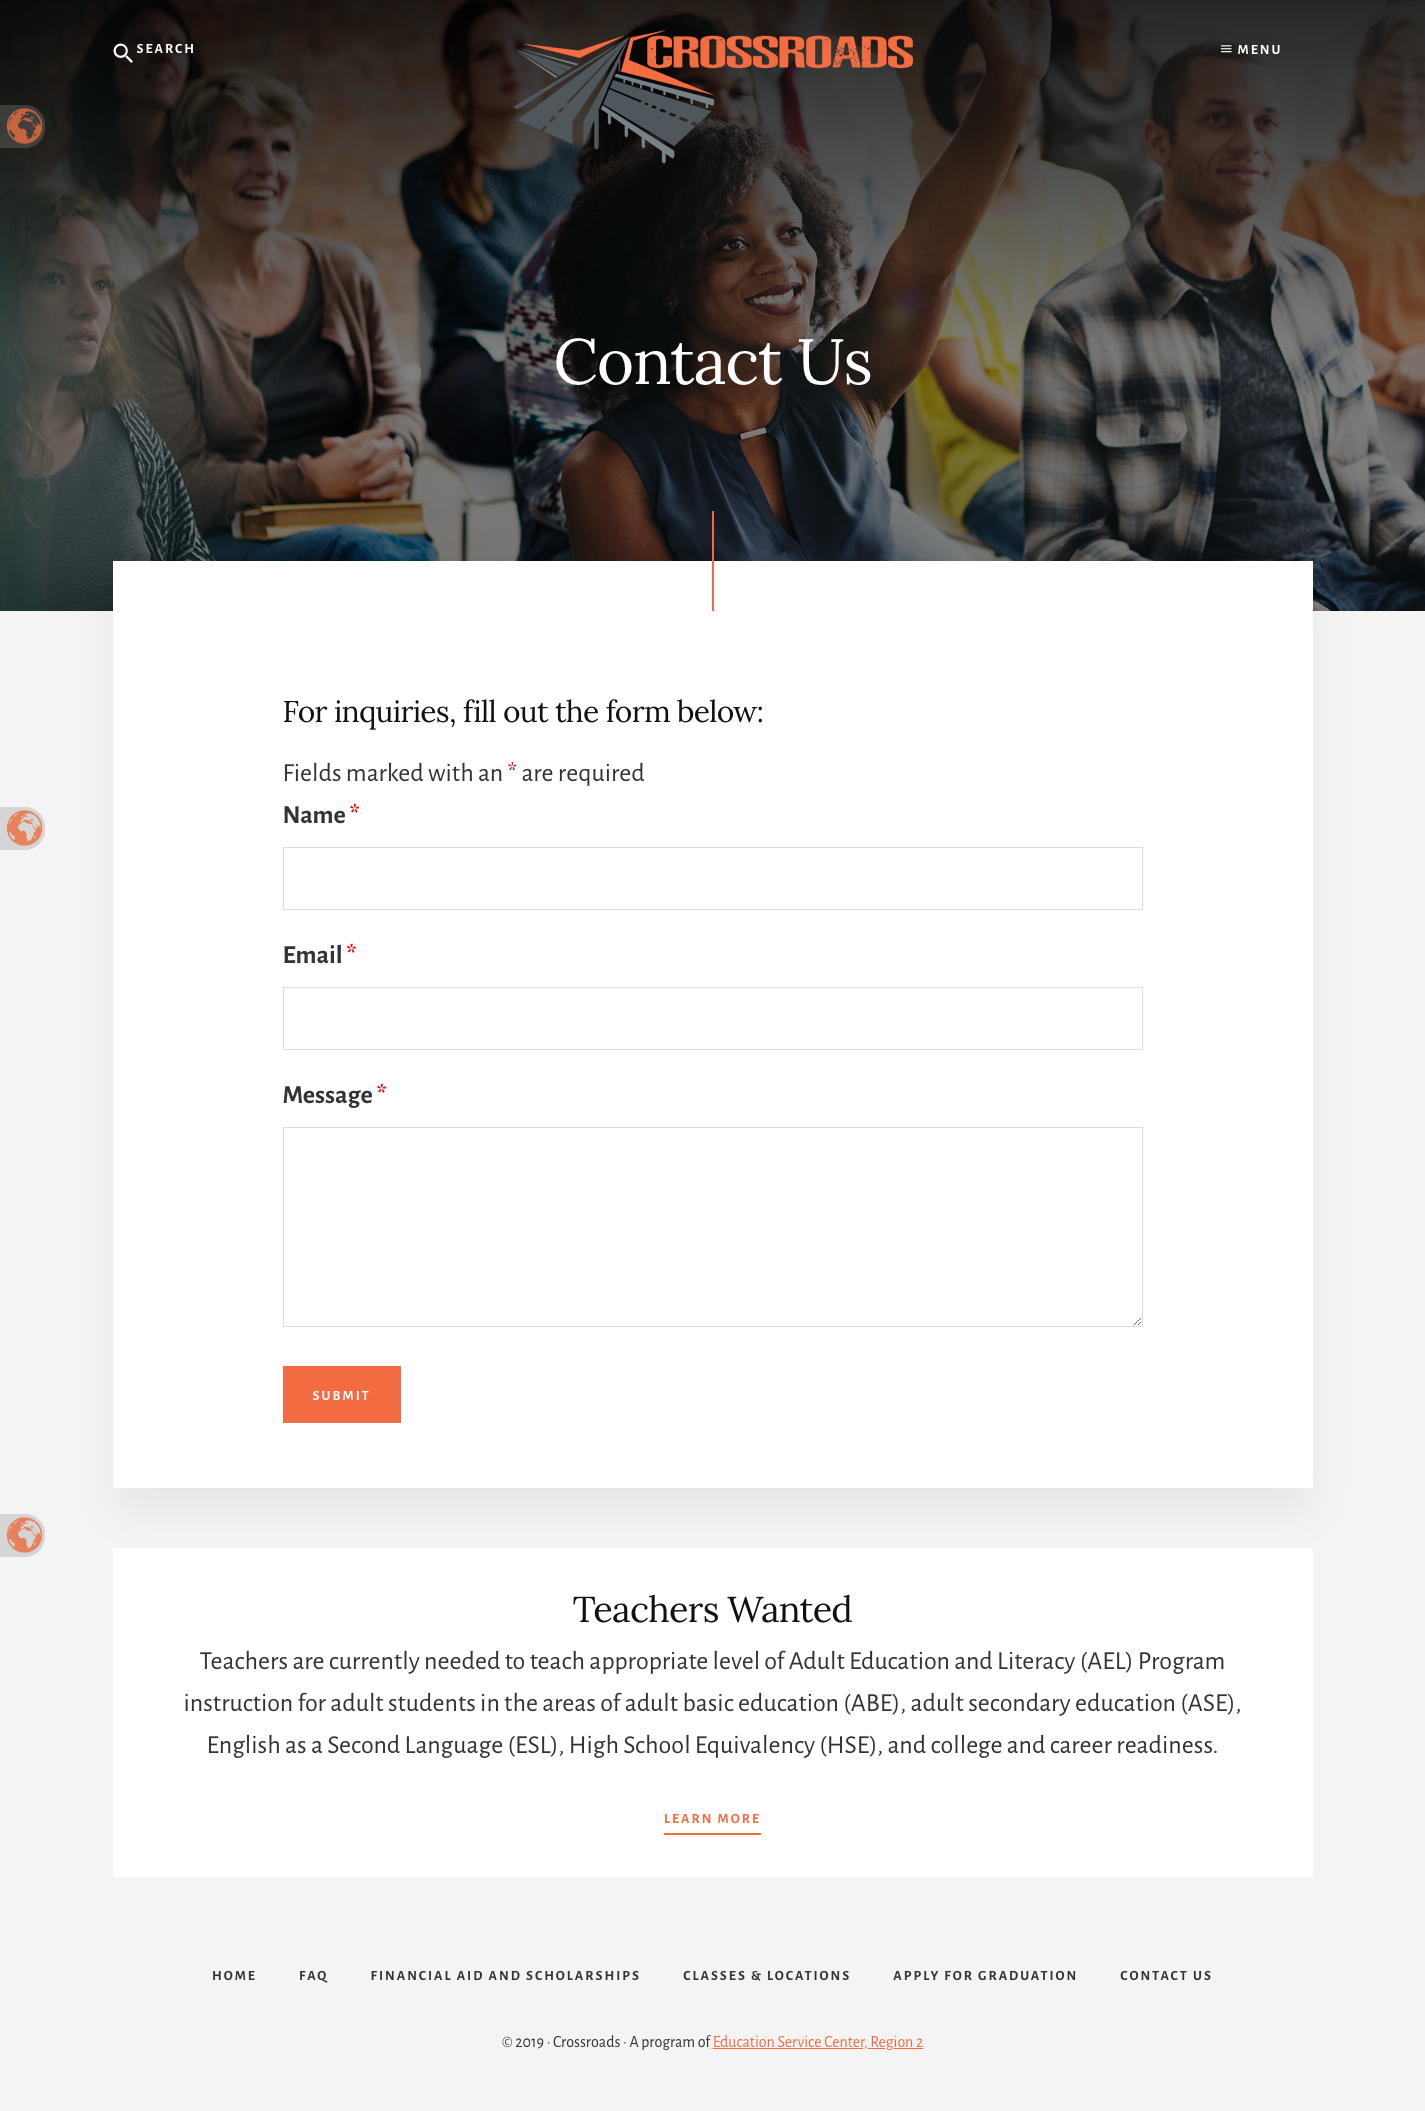 SEARCH
CROSSROADS
MENU
Contact Us
For inquiries, fill out the form below:
Fields marked with an * are required
Name *
Email *
Message *
SUBMIT
Teachers Wanted
Teachers are currently needed to teach appropriate level of Adult Education and Literacy (AEL) Program
instruction for adult students in the areas of adult basic education (ABE), adult secondary education (ASE),
English as a Second Language (ESL), High School Equivalency (HSE), and college and career readiness.
LEARN MORE
HOME FAQ FINANCIAL AID AND SCHOLARSHIPS CLASSES & LOCATIONS APPLY FOR GRADUATION CONTACT US
© 2019 · Crossroads · A program of Education Service Center, Region 2